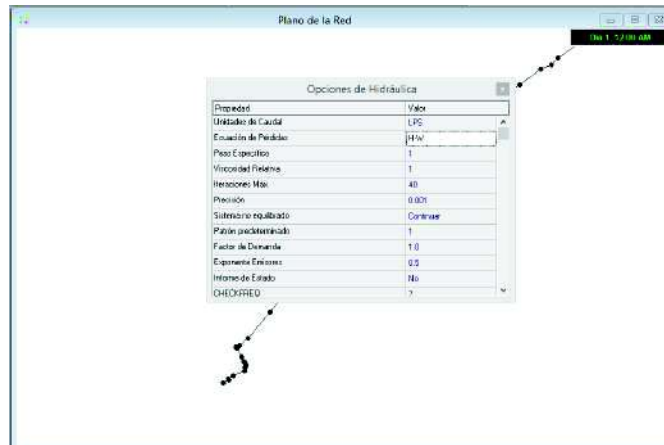 Plano de la Red
Día 1, 12:00 AM
Opciones de Hidráulica
Propiedad Valor
Unidades de Caudal LPS
Ecuación de Pérdidas H-W
Peso Específico 1
Viscosidad Relativa 1
Iteraciones Máx. 40
Precisión 0.001
Sistema no equilibrado Continuar
Patrón predeterminado 1
Factor de Demanda 1.0
Exponente Emisores 0.5
Informe de Estado No
CHECKFREQ 2